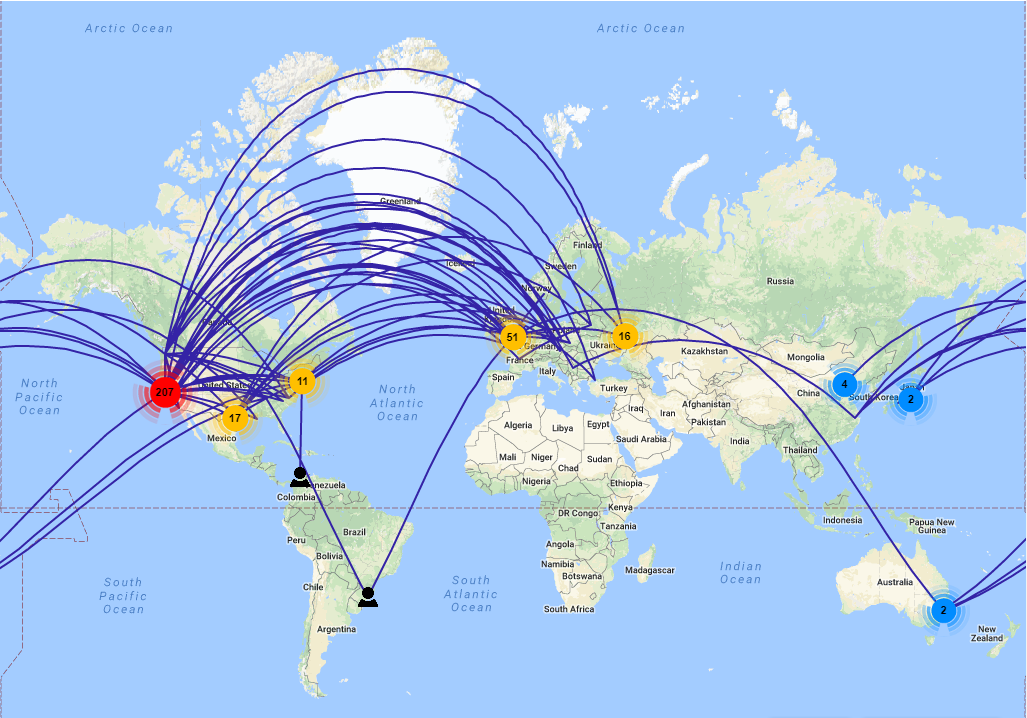 Arctic Ocean
Arctic Ocean
Greenland
Iceland
Finland
Sweden
Norway
Russia
Canada
United
51
16
Ukraine
Germany
France
Kazakhstan
Mongolia
Spain
Italy
Turkey
United States
207
11
17
4
2
Japan
China
South Korea
North
Pacific
Ocean
North
Atlantic
Ocean
Mexico
Afghanistan
Pakistan
Iraq
Iran
Algeria
Libya
Egypt
Saudi Arabia
India
Thailand
Mali
Niger
Chad
Sudan
Nigeria
Ethiopia
Venezuela
Colombia
DR Congo
Kenya
Tanzania
Indonesia
Papua New
Guinea
Peru
Brazil
Bolivia
Angola
Namibia
Botswana
Madagascar
South
Pacific
Ocean
Chile
South
Atlantic
Ocean
Indian
Ocean
Australia
South Africa
2
Argentina
New
Zealand